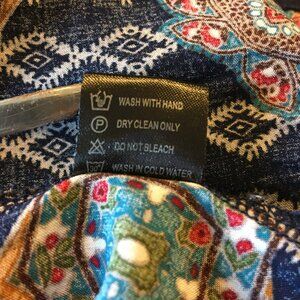 WASH WITH HAND
P DRY CLEAN ONLY
DO NOT BLEACH
WASH IN COLD WATER